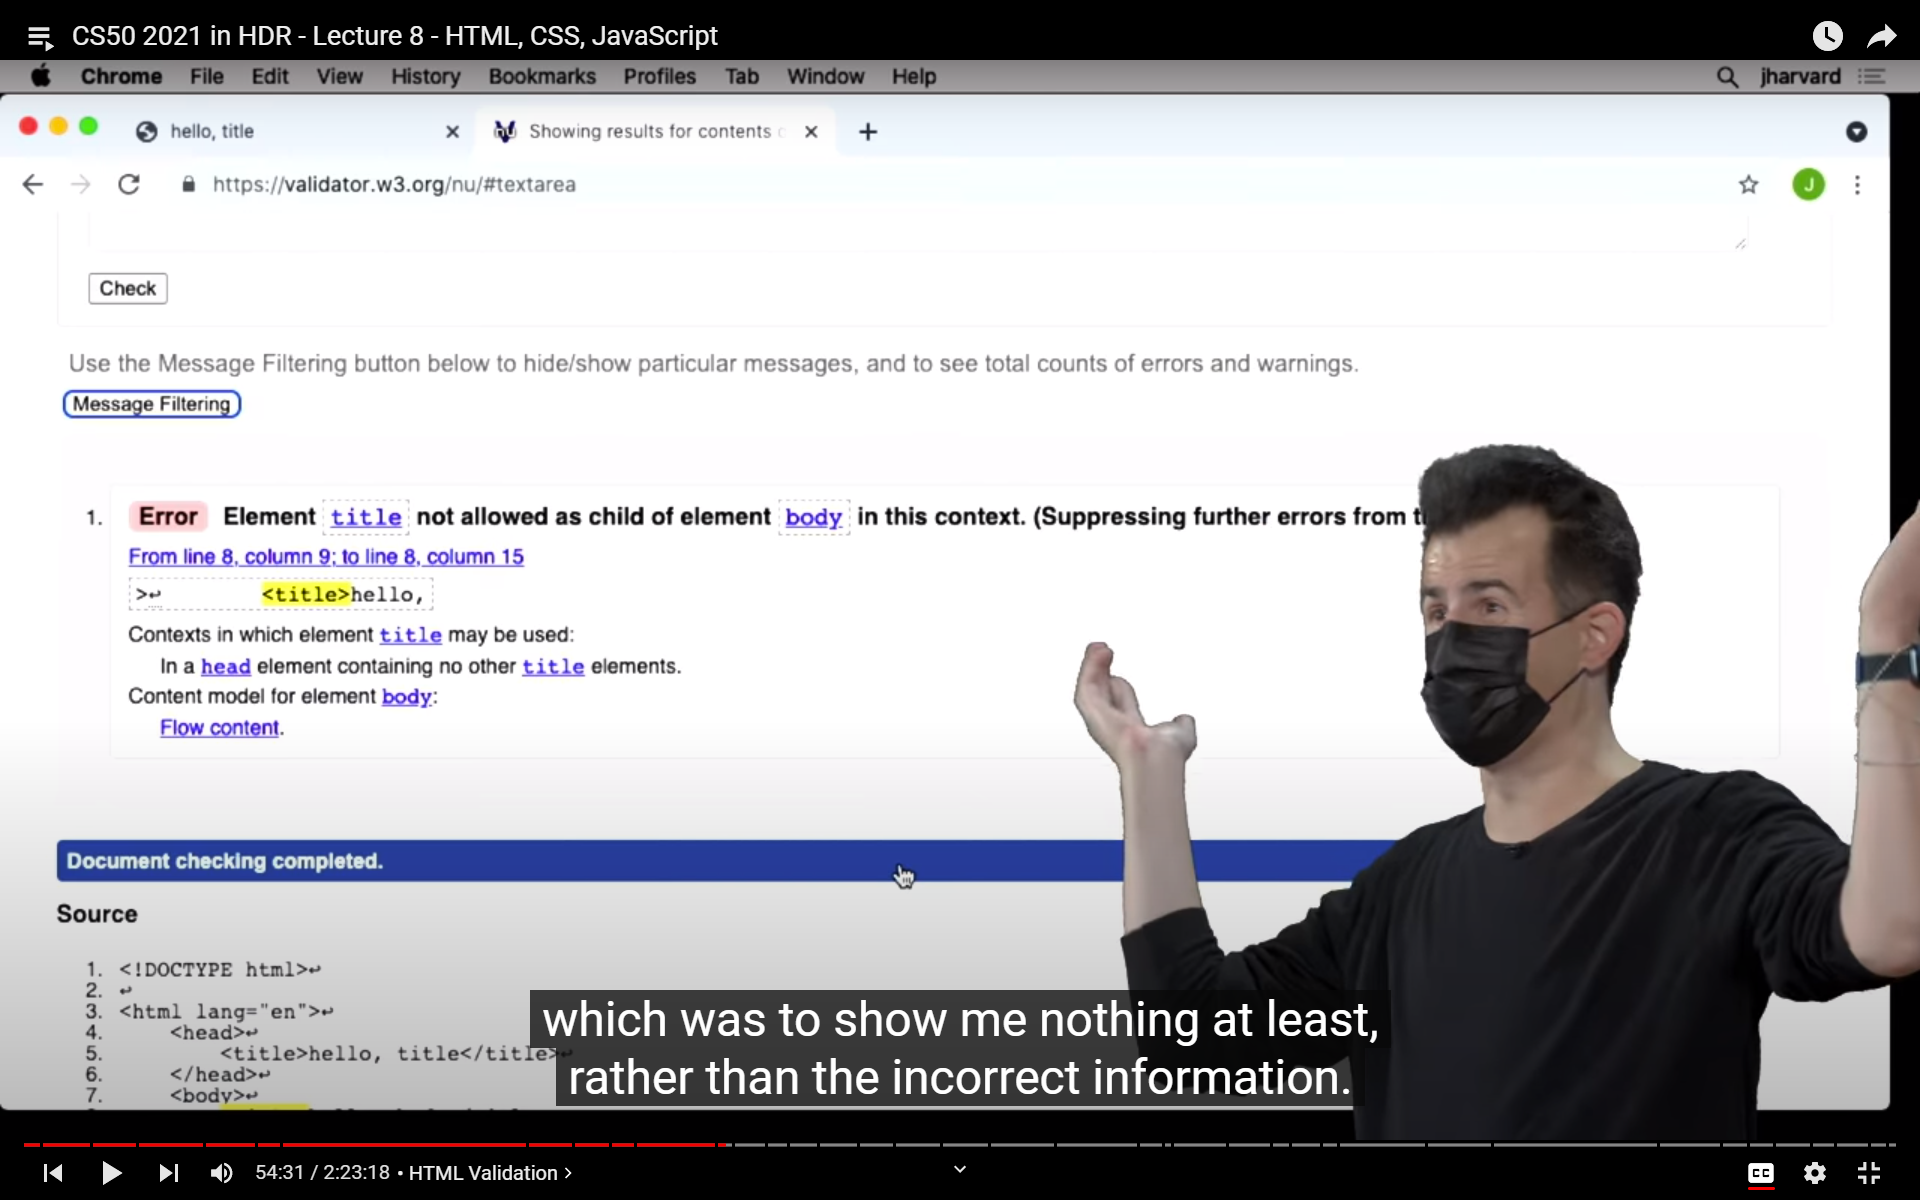 CS50 2021 in HDR - Lecture 8 - HTML, CSS, JavaScript
Chrome File Edit View History Bookmarks Profiles Tab Window Help jharvard
hello, title Showing results for contents
https://validator.w3.org/nu/#textarea J
Check
Use the Message Filtering button below to hide/show particular messages, and to see total counts of errors and warnings.
Message Filtering
1. Error Element title not allowed as child of element body in this context. (Suppressing further errors from
From line 8, column 9; to line 8, column 15
>↩ <title>hello,
Contexts in which element title may be used:
In a head element containing no other title elements.
Content model for element body:
Flow content.
Document checking completed.
Source
1. <!DOCTYPE html>↩
2. ↩
3. <html lang="en">↩
4. <head>↩
5. <title>hello, title</title>↩
6. </head>↩
7. <body>↩
which was to show me nothing at least,
rather than the incorrect information.
54:31 / 2:23:18 • HTML Validation ›
CC